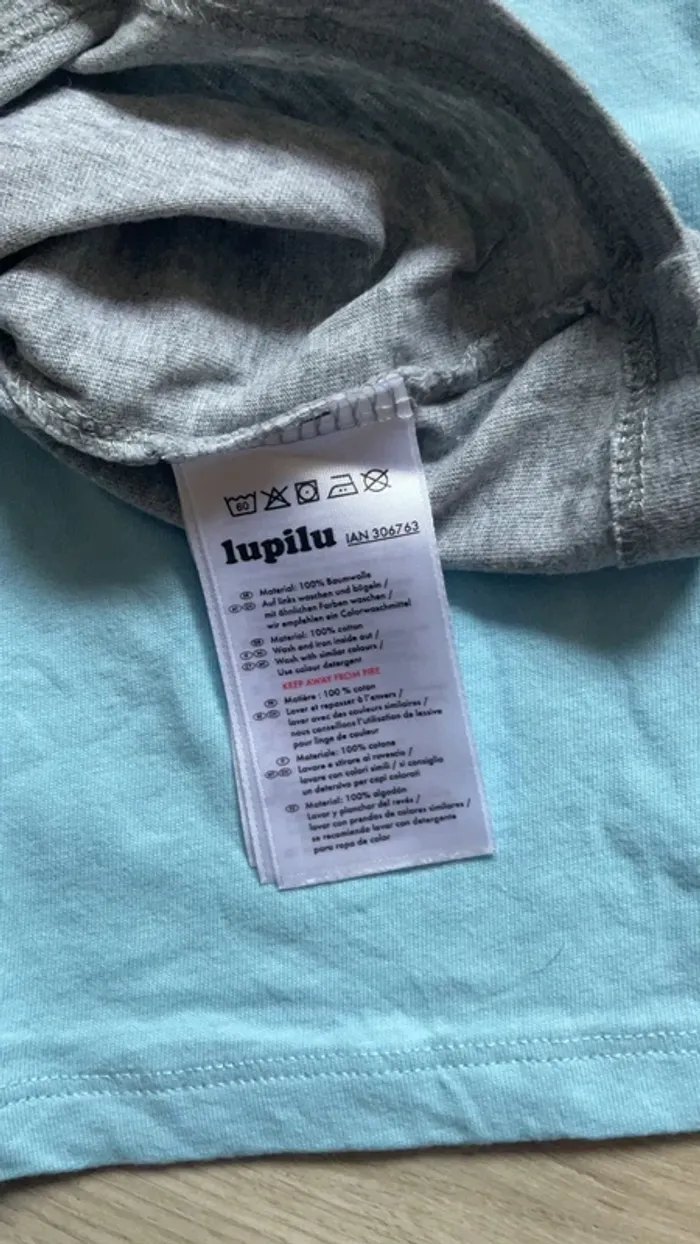 60
lupilu IAN 306763
Material: 100% Baumwolle
Auf links waschen und bügeln /
mit ähnlichen Farben waschen /
wir empfehlen ein Colorwaschmittel
Material: 100% cotton
Wash and iron inside out /
Wash with similar colours /
Use colour detergent
KEEP AWAY FROM FIRE
Matière : 100 % coton
Laver et repasser à l'envers /
laver avec des couleurs similaires /
nous conseillons l'utilisation de lessive
pour linge de couleur
Materiale: 100% cotone
Lavare e stirare al rovescio /
lavare con colori simili / si consiglia
un detersivo per capi colorati
Material: 100% algodón
Lavar y planchar del revés /
lavar con prendas de colores similares /
se recomienda lavar con detergente
para ropa de color